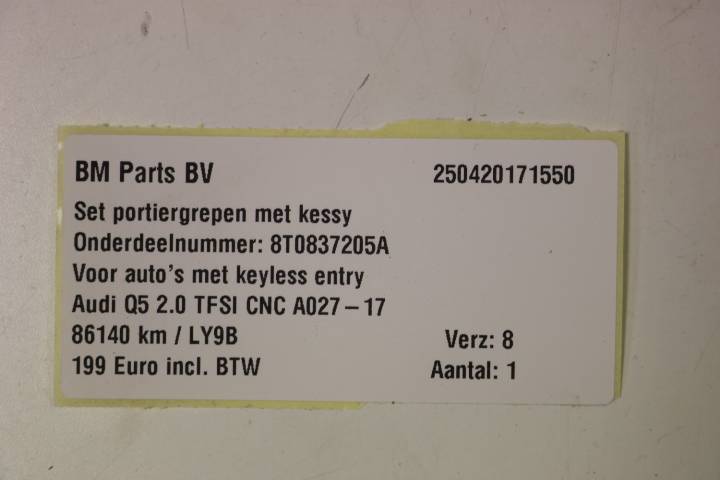 BM Parts BV 250420171550
Set portiergrepen met kessy
Onderdeelnummer: 8T0837205A
Voor auto's met keyless entry
Audi Q5 2.0 TFSI CNC A027 – 17
86140 km / LY9B Verz: 8
199 Euro incl. BTW Aantal: 1